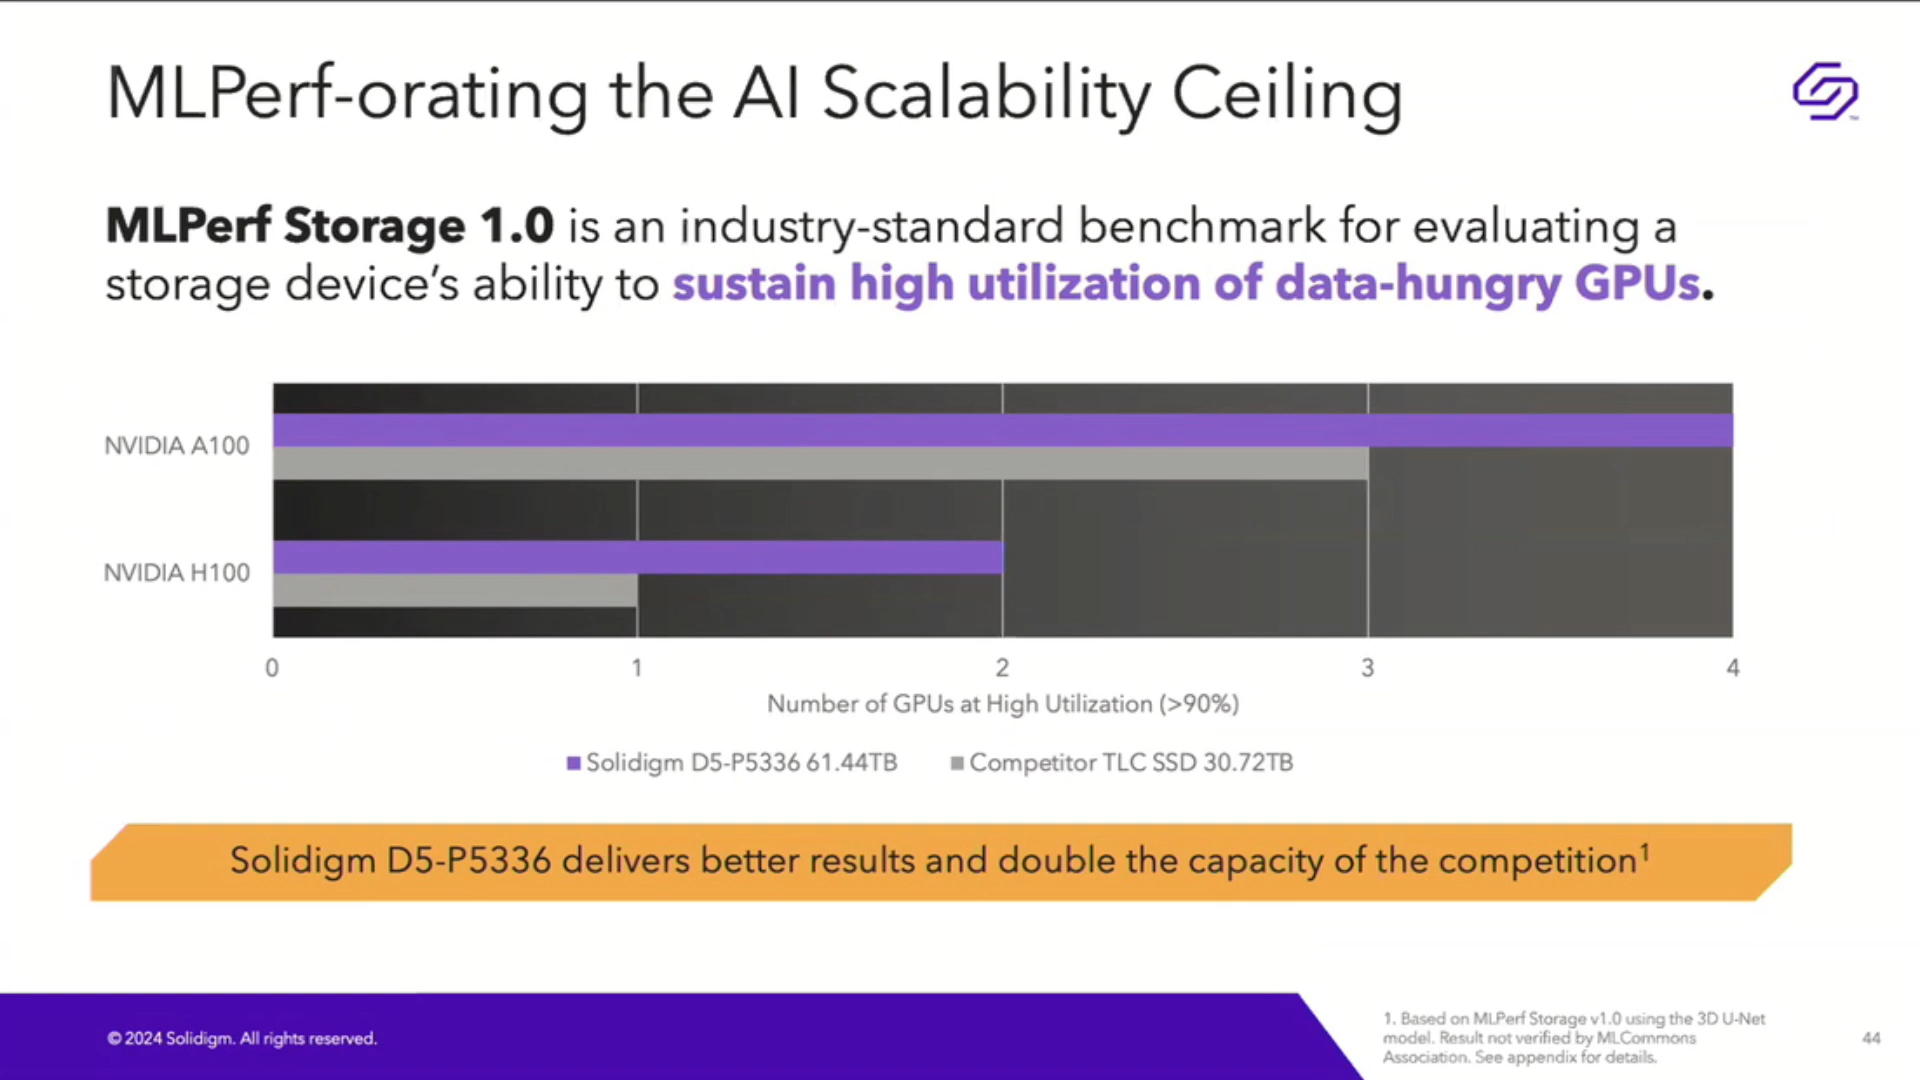 MLPerf-orating the AI Scalability Ceiling
MLPerf Storage 1.0 is an industry-standard benchmark for evaluating a
storage device’s ability to sustain high utilization of data-hungry GPUs.
NVIDIA A100
NVIDIA H100
0 1 2 3 4
Number of GPUs at High Utilization (>90%)
Solidigm D5-P5336 61.44TB Competitor TLC SSD 30.72TB
Solidigm D5-P5336 delivers better results and double the capacity of the competition¹
© 2024 Solidigm. All rights reserved.
1. Based on MLPerf Storage v1.0 using the 3D U-Net
model. Result not verified by MLCommons
Association. See appendix for details.
44